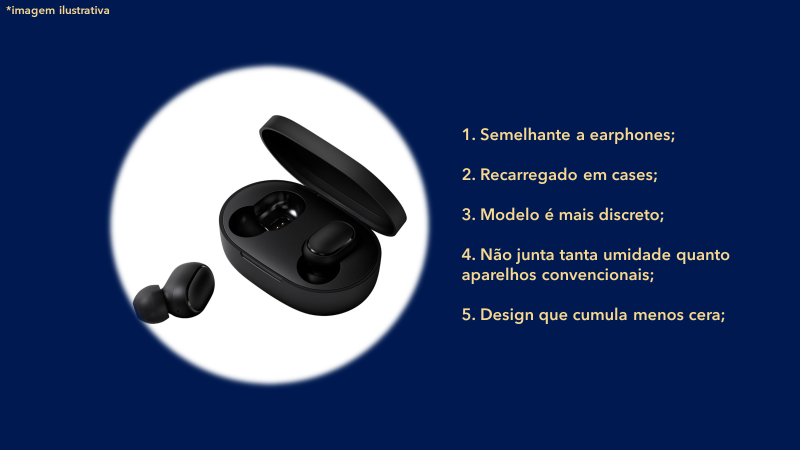 *imagem ilustrativa
1. Semelhante a earphones;
2. Recarregado em cases;
3. Modelo é mais discreto;
4. Não junta tanta umidade quanto
aparelhos convencionais;
5. Design que cumula menos cera;